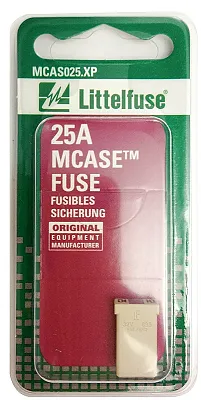 MCAS025.XP
Littelfuse®
25A
MCASE™
FUSE
FUSIBLES
SICHERUNG
ORIGINAL
EQUIPMENT
MANUFACTURER